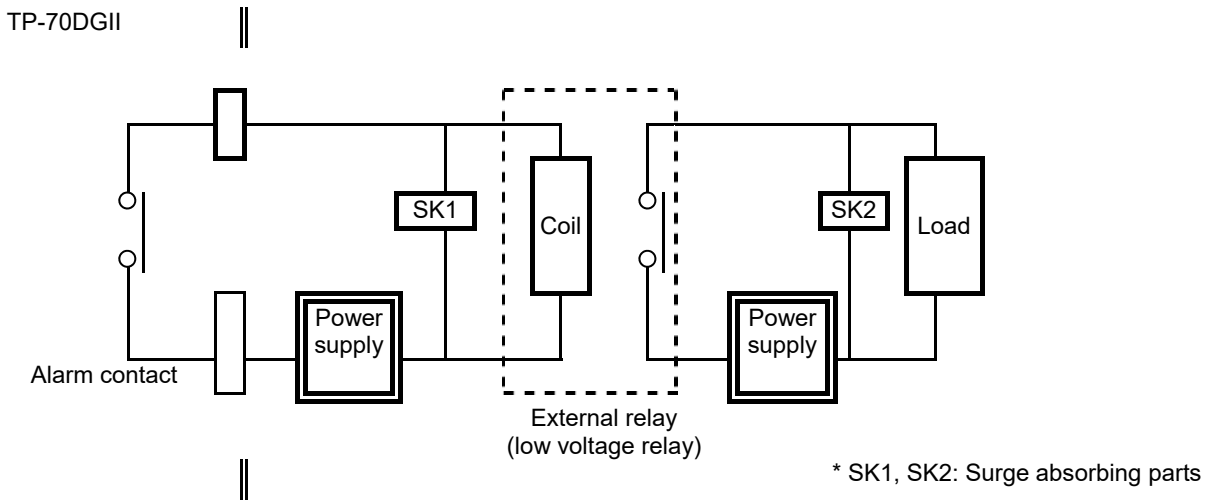 TP-70DGII
SK1
Coil
SK2
Load
Power
supply
Power
supply
Alarm contact
External relay
(low voltage relay)
* SK1, SK2: Surge absorbing parts